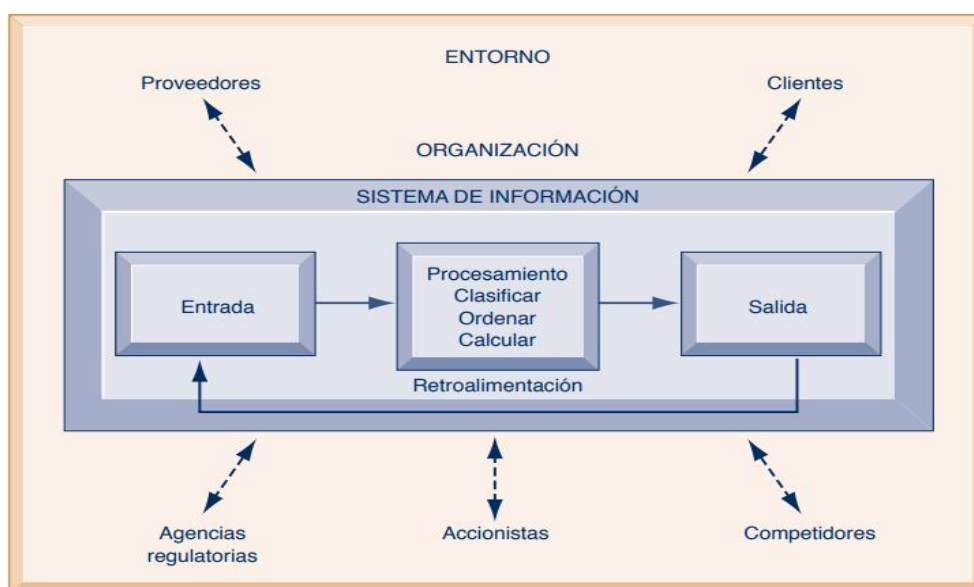 ENTORNO
Proveedores
Clientes
ORGANIZACIÓN
SISTEMA DE INFORMACIÓN
Entrada
Procesamiento
Clasificar
Ordenar
Calcular
Salida
Retroalimentación
Agencias
regulatorias
Accionistas
Competidores